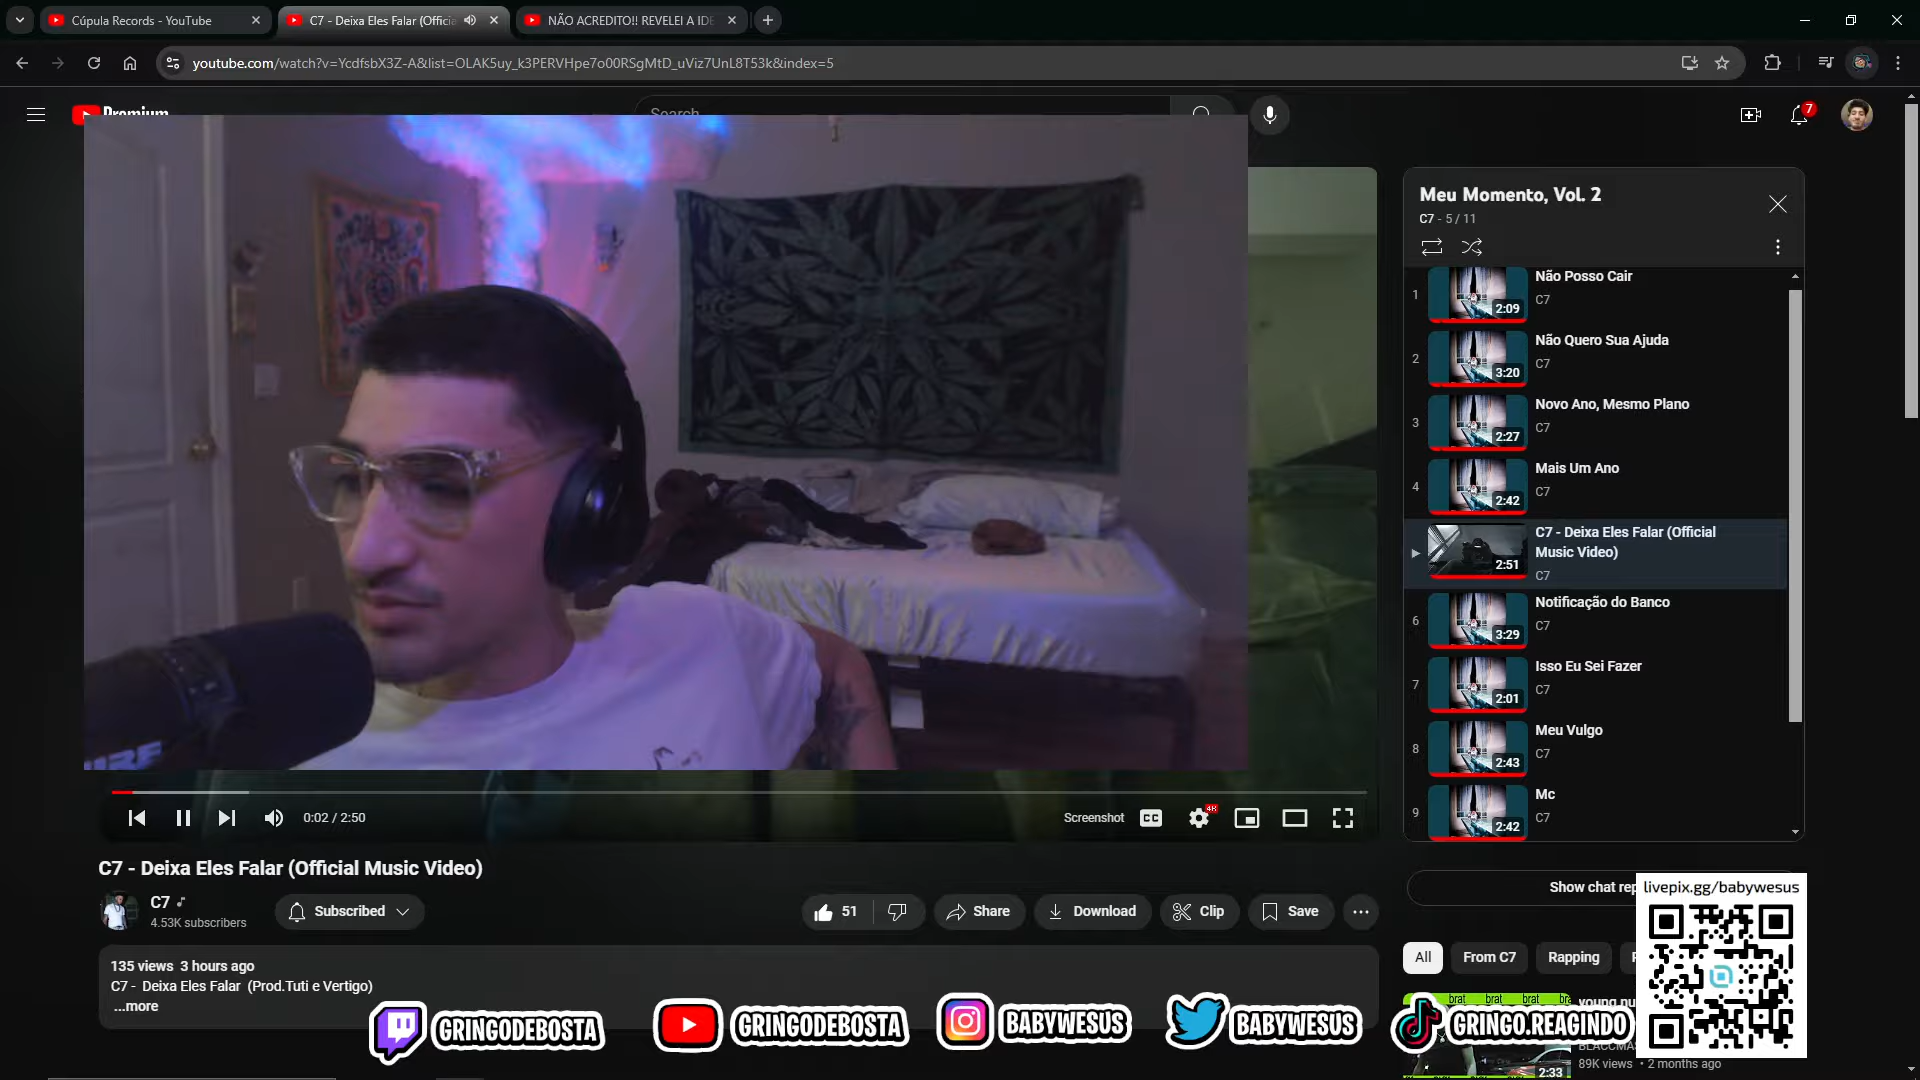 Cúpula Records - YouTube
C7 - Deixa Eles Falar (Officia
NÃO ACREDITO!! REVELEI A IDE
youtube.com/watch?v=YcdfsbX3Z-A&list=OLAK5uy_k3PERVHpe7o00RSgMtD_uViz7UnL8T53k&index=5
Premium
Search
7
Meu Momento, Vol. 2
C7 - 5 / 11
1
Não Posso Cair
C7
2:09
2
Não Quero Sua Ajuda
C7
3:20
3
Novo Ano, Mesmo Plano
C7
2:27
4
Mais Um Ano
C7
2:42
C7 - Deixa Eles Falar (Official
Music Video)
C7
2:51
6
Notificação do Banco
C7
3:29
7
Isso Eu Sei Fazer
C7
2:01
8
Meu Vulgo
C7
2:43
9
Mc
C7
2:42
0:02 / 2:50
Screenshot
CC
4K
C7 - Deixa Eles Falar (Official Music Video)
C7
4.53K subscribers
Subscribed
51
Share
Download
Clip
Save
135 views 3 hours ago
C7 - Deixa Eles Falar (Prod.Tuti e Vertigo)
...more
Show chat rep
livepix.gg/babywesus
All
From C7
Rapping
brat brat brat brat
2:33
89K views • 2 months ago
GRINGODEBOSTA
GRINGODEBOSTA
BABYWESUS
BABYWESUS
GRINGO.REAGINDO